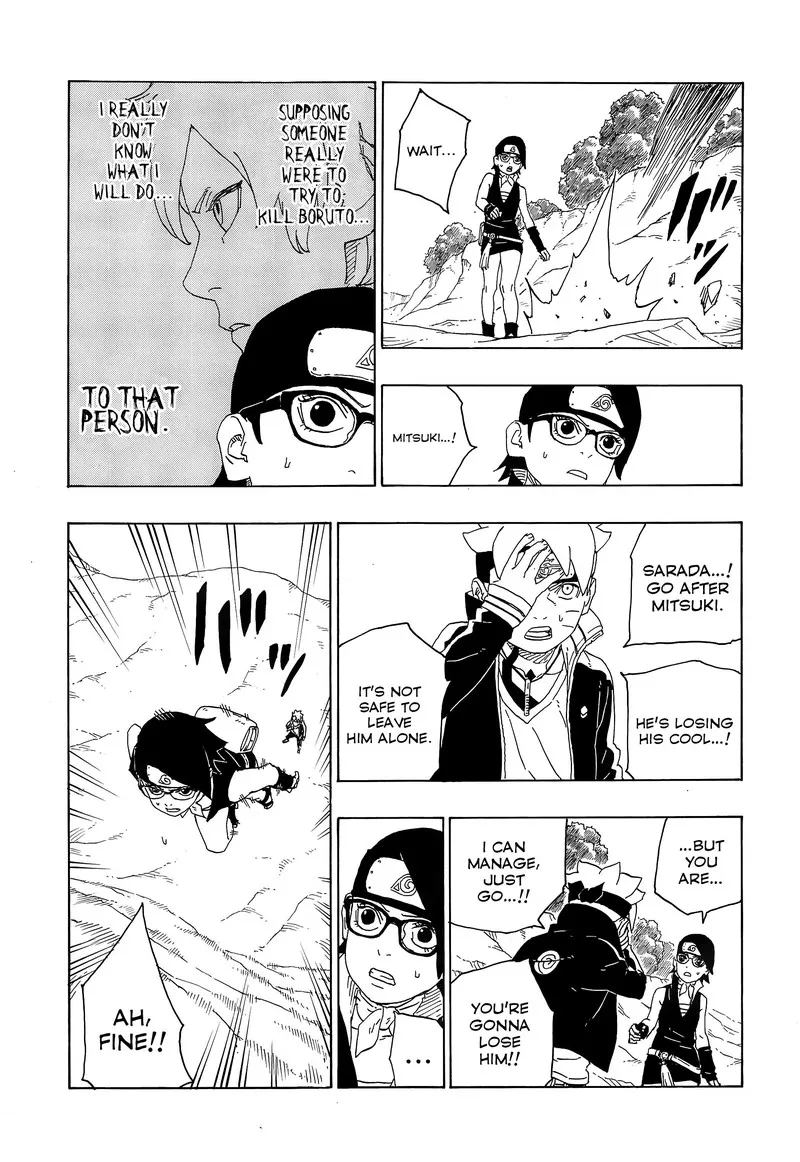 WAIT...
SUPPOSING
SOMEONE
REALLY
WERE TO
TRY TO
KILL BORUTO...
I REALLY
DON'T
KNOW
WHAT I
WILL DO...
TO THAT
PERSON.
MITSUKI...!
SARADA...!
GO AFTER
MITSUKI.
HE'S LOSING
HIS COOL...!
IT'S NOT
SAFE TO
LEAVE
HIM ALONE.
...BUT
YOU
ARE...
I CAN
MANAGE,
JUST
GO...!!
YOU'RE
GONNA
LOSE
HIM!!
...
AH,
FINE!!